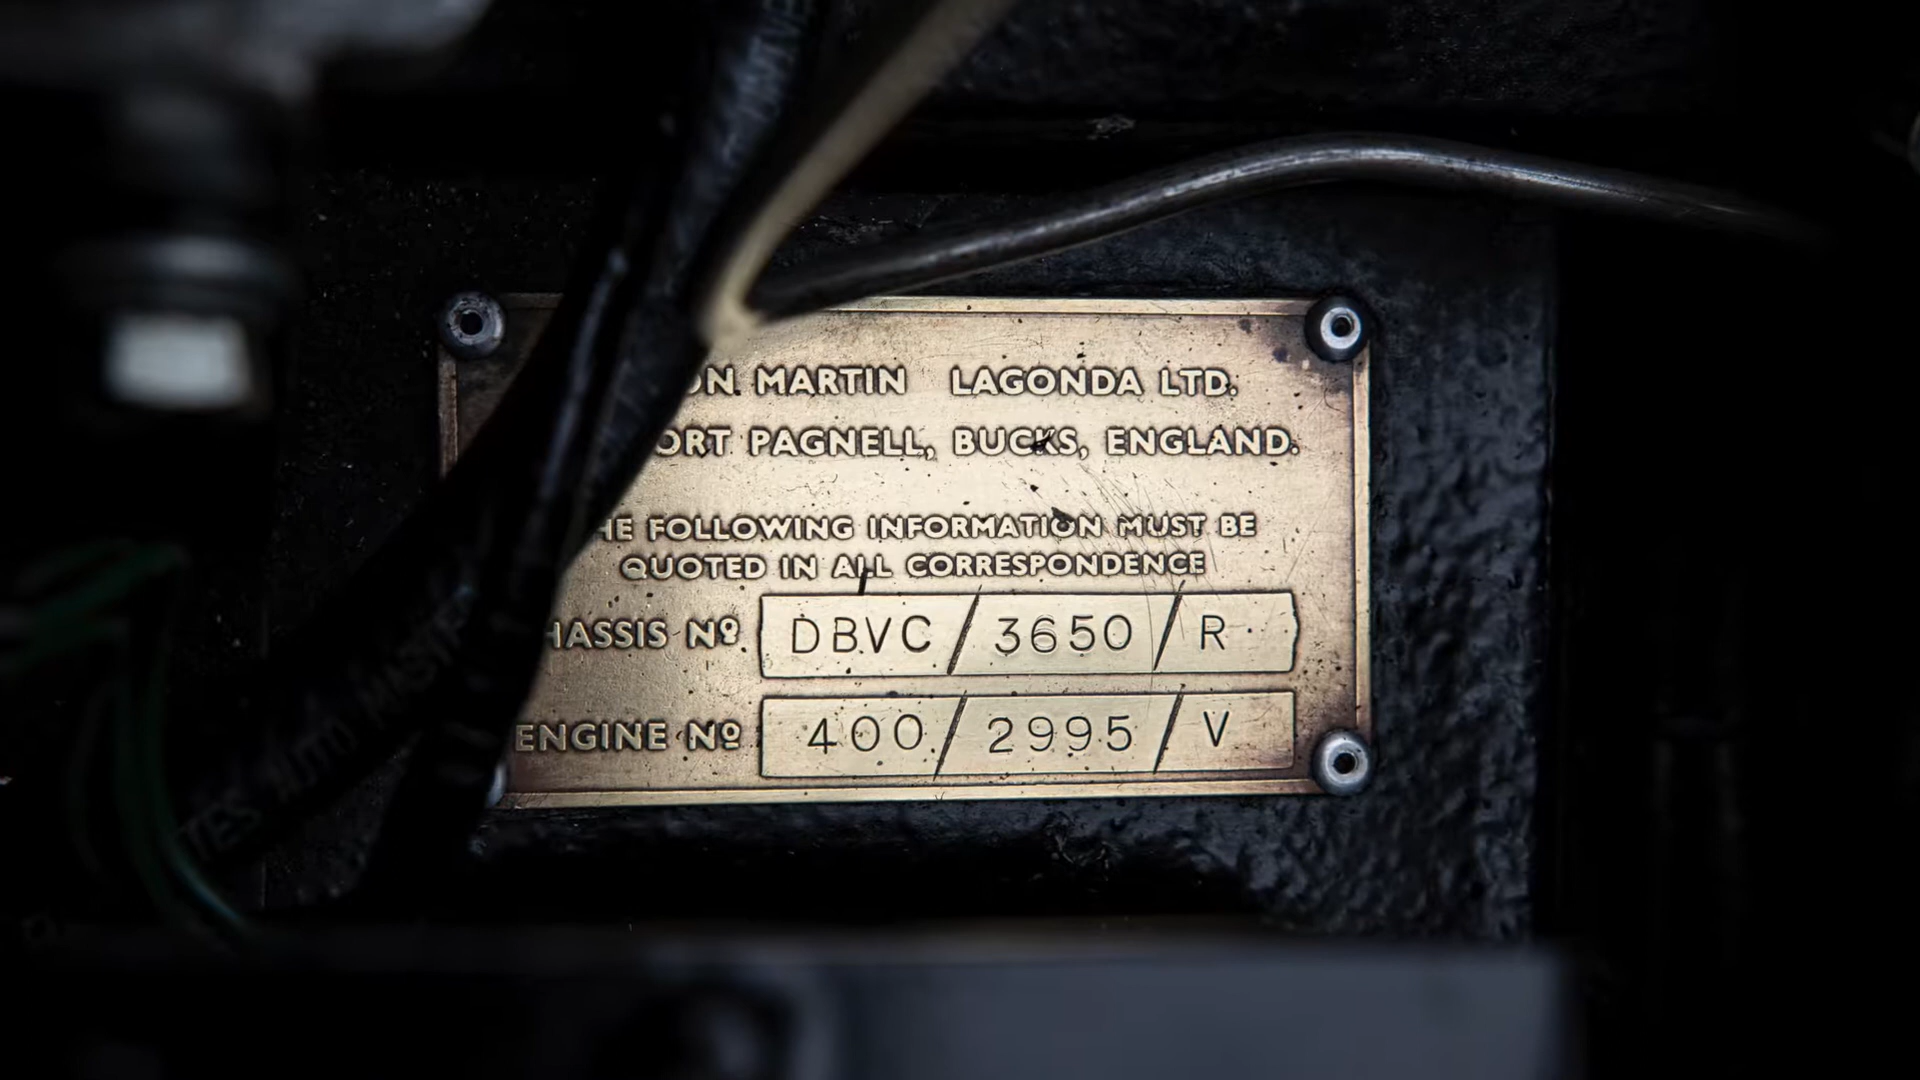 ON MARTIN LAGONDA LTD.
ORT PAGNELL, BUCKS, ENGLAND.
HE FOLLOWING INFORMATION MUST BE
QUOTED IN ALL CORRESPONDENCE
HASSIS Nº DBVC / 3650 / R
ENGINE Nº 400 / 2995 / V